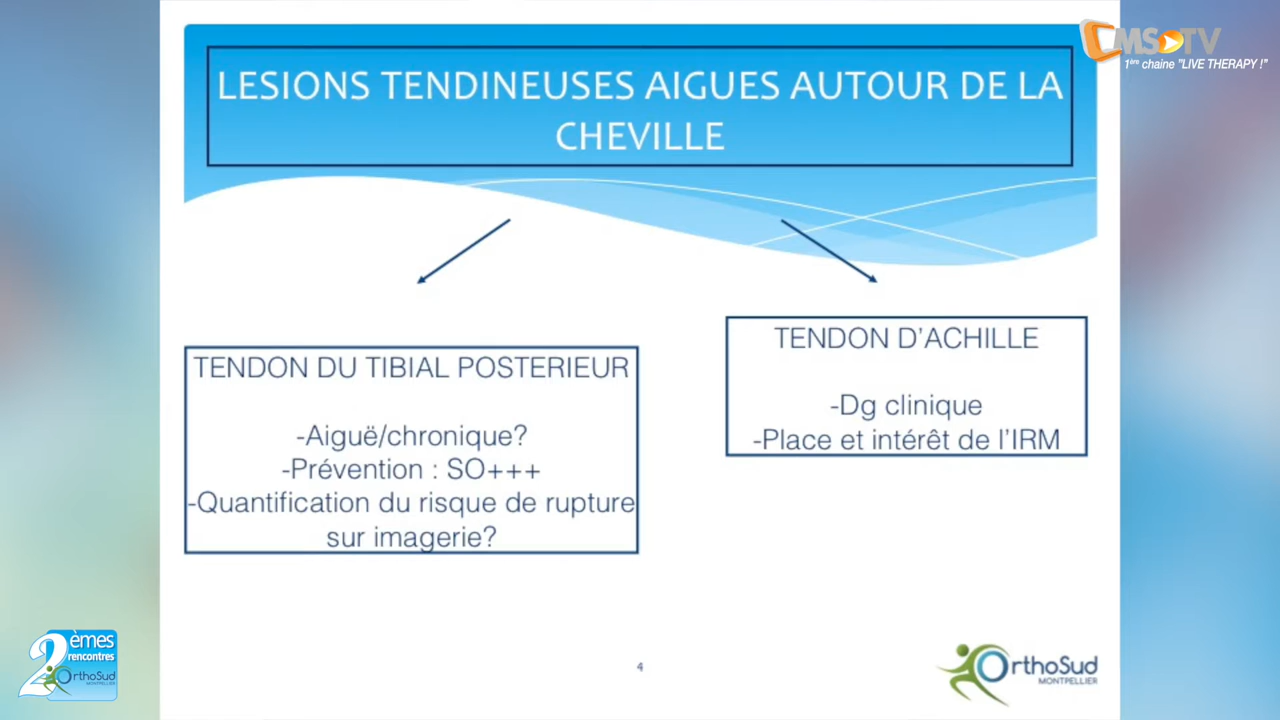 MSTV
1ère chaine "LIVE THERAPY !"
LESIONS TENDINEUSES AIGUES AUTOUR DE LA
CHEVILLE
TENDON DU TIBIAL POSTERIEUR
-Aiguë/chronique?
-Prévention : SO+++
-Quantification du risque de rupture
sur imagerie?
TENDON D'ACHILLE
-Dg clinique
-Place et intérêt de l'IRM
2èmes
rencontres
OrthoSud
4
OrthoSud
MONTPELLIER